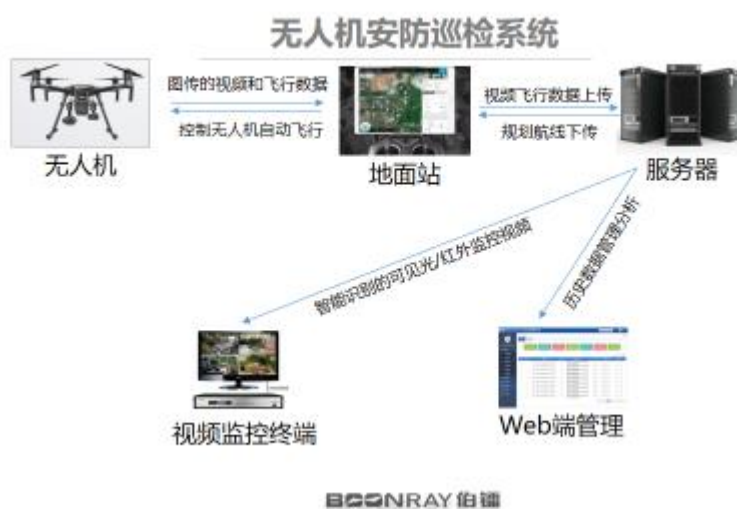 无人机安防巡检系统
图传的视频和飞行数据
视频飞行数据上传
控制无人机自动飞行
规划航线下传
无人机
地面站
服务器
智能识别的可见光/红外监控视频
历史数据管理分析
视频监控终端
Web端管理
BOONRAY 伯镭